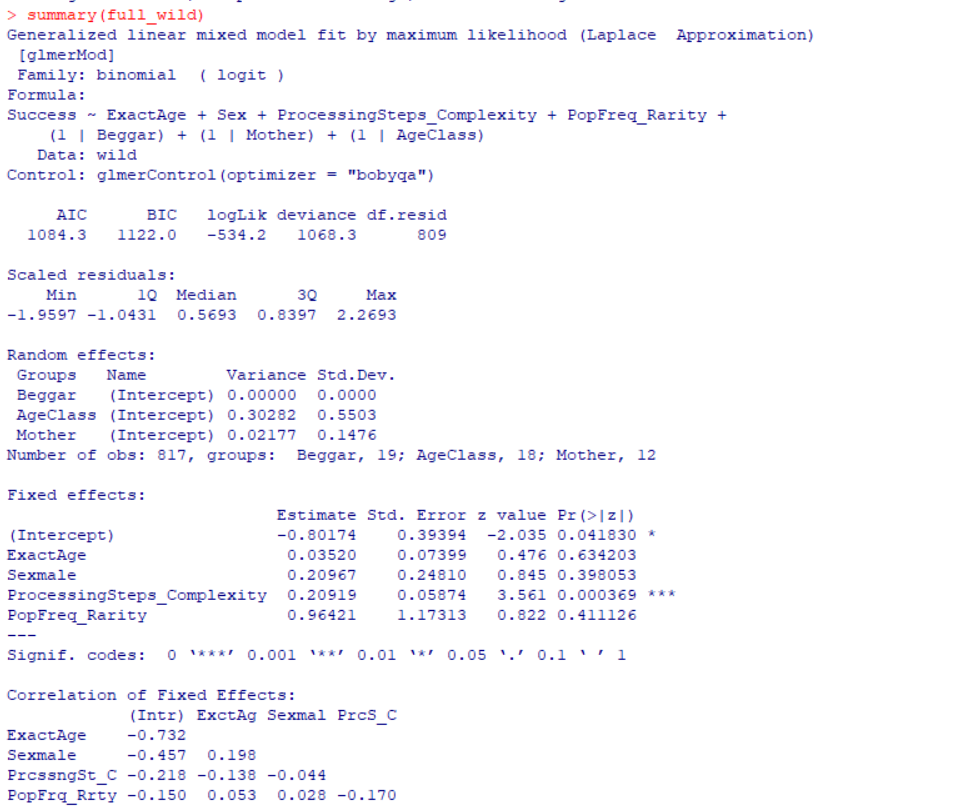 > summary(full_wild)
Generalized linear mixed model fit by maximum likelihood (Laplace  Approximation)
 [glmerMod]
 Family: binomial  ( logit )
Formula:
Success ~ ExactAge + Sex + ProcessingSteps_Complexity + PopFreq_Rarity +
    (1 | Beggar) + (1 | Mother) + (1 | AgeClass)
   Data: wild
Control: glmerControl(optimizer = "bobyqa")

     AIC      BIC   logLik deviance df.resid
  1084.3   1122.0   -534.2   1068.3      809

Scaled residuals:
    Min      1Q  Median      3Q     Max
-1.9597 -1.0431  0.5693  0.8397  2.2693

Random effects:
 Groups   Name        Variance Std.Dev.
 Beggar   (Intercept) 0.00000  0.0000
 AgeClass (Intercept) 0.30282  0.5503
 Mother   (Intercept) 0.02177  0.1476
Number of obs: 817, groups:  Beggar, 19; AgeClass, 18; Mother, 12

Fixed effects:
                           Estimate Std. Error z value Pr(>|z|)
(Intercept)                -0.80174    0.39394  -2.035 0.041830 *
ExactAge                    0.03520    0.07399   0.476 0.634203
Sexmale                     0.20967    0.24810   0.845 0.398053
ProcessingSteps_Complexity  0.20919    0.05874   3.561 0.000369 ***
PopFreq_Rarity              0.96421    1.17313   0.822 0.411126
---
Signif. codes:  0 ‘***’ 0.001 ‘**’ 0.01 ‘*’ 0.05 ‘.’ 0.1 ‘ ’ 1

Correlation of Fixed Effects:
            (Intr) ExctAg Sexmal PrcS_C
ExactAge    -0.732
Sexmale     -0.457  0.198
PrcssngSt_C -0.218 -0.138 -0.044
PopFrq_Rrty -0.150  0.053  0.028 -0.170